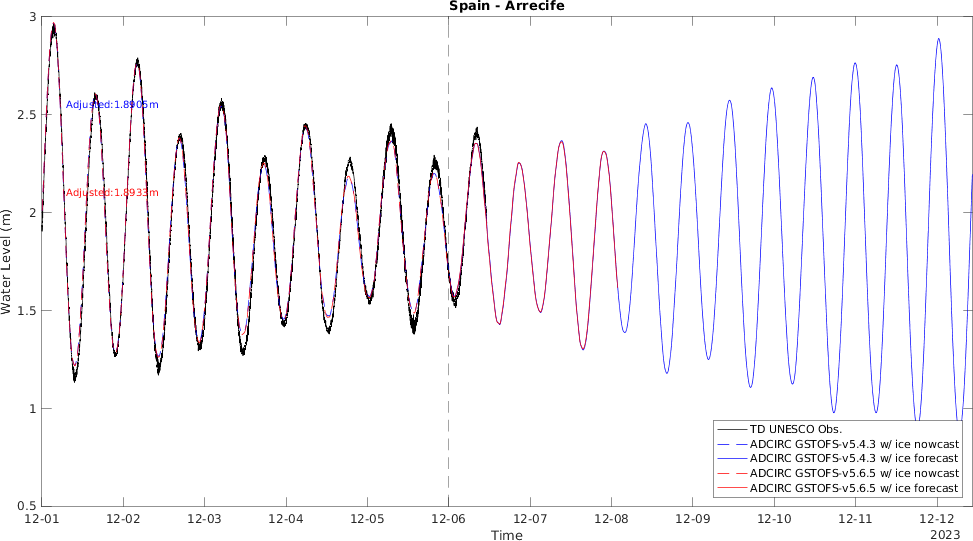 Spain - Arrecife
3
2.5
2
1.5
1
0.5
Water Level (m)
Adjusted:1.8905m
Adjusted:1.8933m
TD UNESCO Obs.
ADCIRC GSTOFS-v5.4.3 w/ ice nowcast
ADCIRC GSTOFS-v5.4.3 w/ ice forecast
ADCIRC GSTOFS-v5.6.5 w/ ice nowcast
ADCIRC GSTOFS-v5.6.5 w/ ice forecast
12-01 12-02 12-03 12-04 12-05 12-06 12-07 12-08 12-09 12-10 12-11 12-12
Time
2023